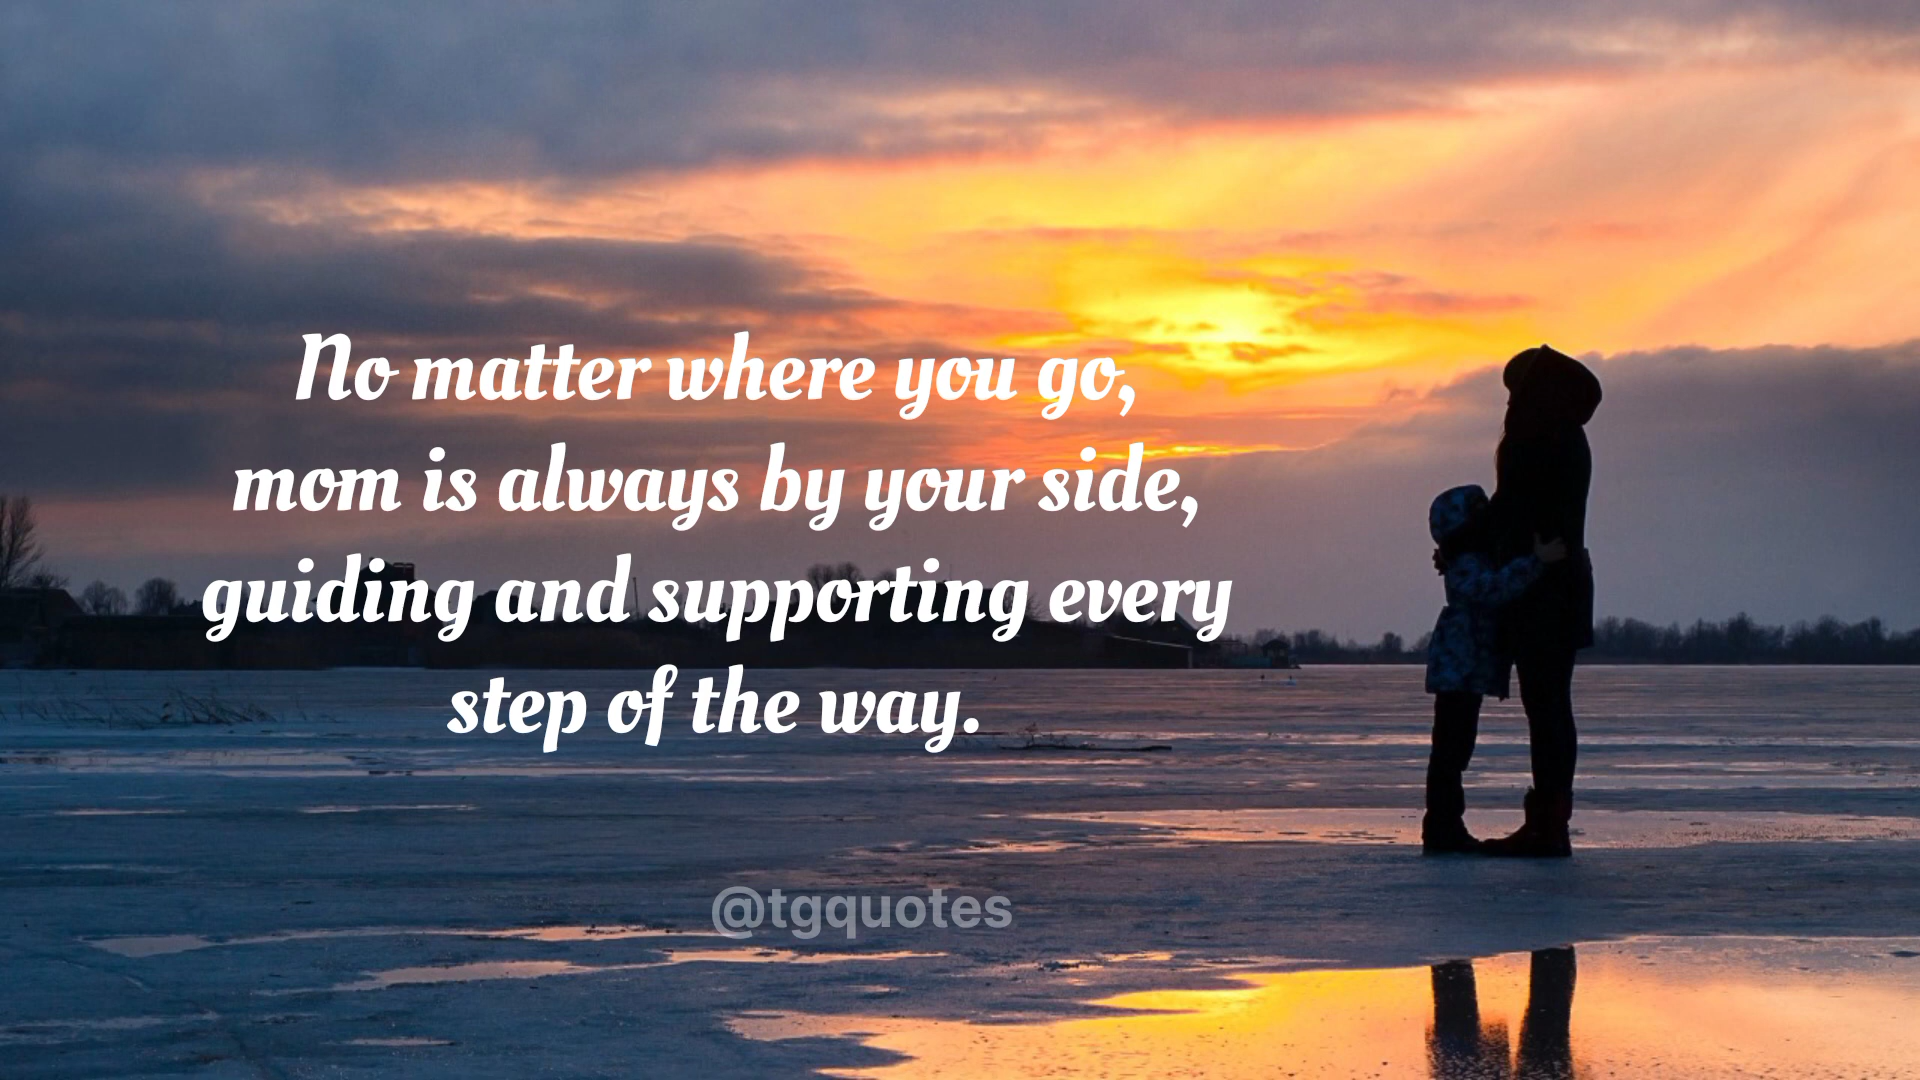 No matter where you go,
mom is always by your side,
guiding and supporting every
step of the way.
@tgquotes